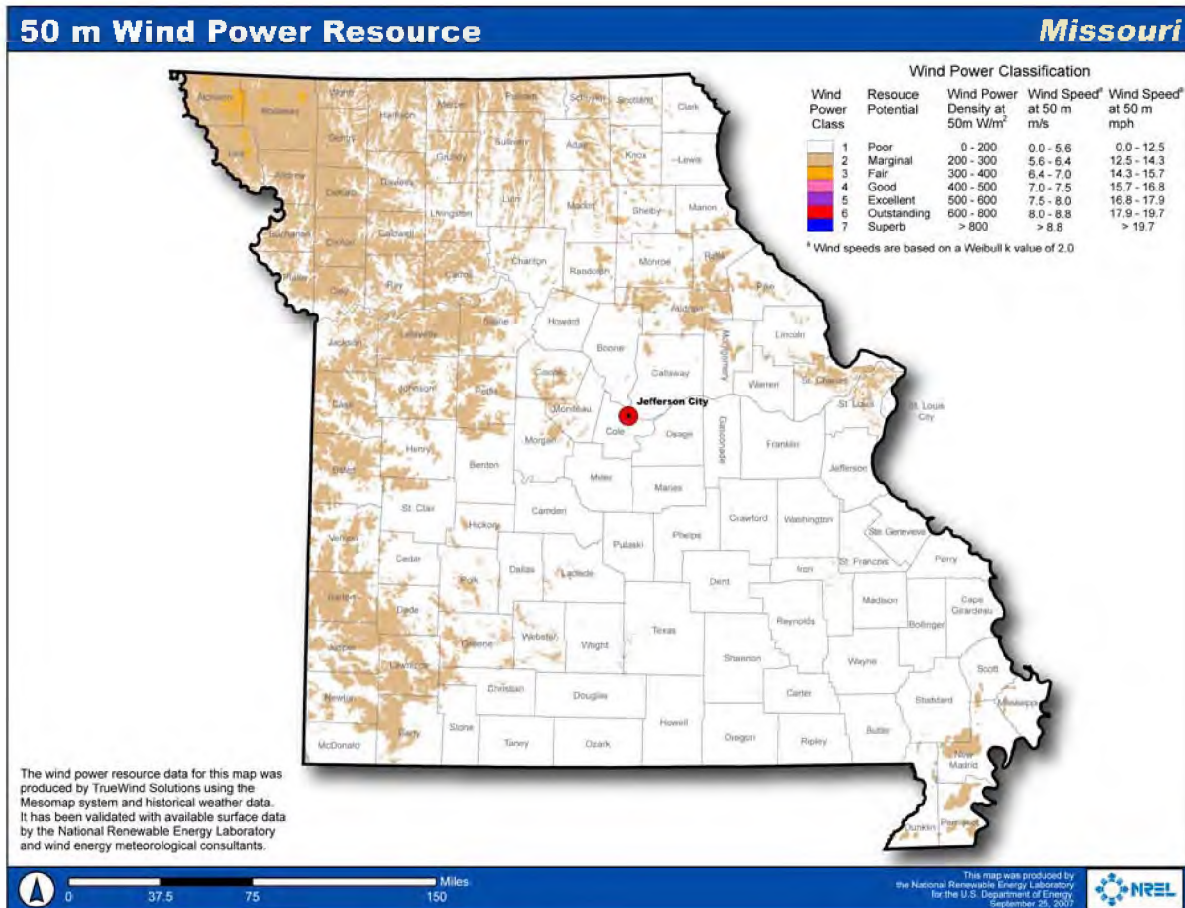 50 m Wind Power Resource
Missouri
Wind Power Classification
Wind Power Class Resouce Potential Wind Power Density at 50m W/m² Wind Speedª at 50 m m/s Wind Speedª at 50 m mph
1 Poor 0 - 200 0.0 - 5.6 0.0 - 12.5
2 Marginal 200 - 300 5.6 - 6.4 12.5 - 14.3
3 Fair 300 - 400 6.4 - 7.0 14.3 - 15.7
4 Good 400 - 500 7.0 - 7.5 15.7 - 16.8
5 Excellent 500 - 600 7.5 - 8.0 16.8 - 17.9
6 Outstanding 600 - 800 8.0 - 8.8 17.9 - 19.7
7 Superb > 800 > 8.8 > 19.7
ª Wind speeds are based on a Weibull k value of 2.0
Atchison
Nodaway
Worth
Harrison
Mercer
Putnam
Schuyler
Scotland
Clark
Gentry
Sullivan
Adair
Knox
Lewis
Holt
Andrew
DeKalb
Daviess
Grundy
Livingston
Linn
Macon
Shelby
Marion
Buchanan
Clinton
Caldwell
Chariton
Randolph
Monroe
Ralls
Pike
Platte
Clay
Ray
Carroll
Saline
Howard
Audrain
Lincoln
Jackson
Lafayette
Boone
Callaway
Montgomery
Warren
St. Charles
St. Louis
St. Louis
City
Cass
Johnson
Pettis
Cooper
Moniteau
Jefferson City
Cole
Osage
Gasconade
Franklin
Jefferson
Bates
Henry
Benton
Morgan
Miller
Maries
St. Clair
Hickory
Camden
Pulaski
Phelps
Crawford
Washington
Ste. Genevieve
St. Francois
Perry
Vernon
Cedar
Polk
Dallas
Laclede
Dent
Iron
Madison
Cape
Girardeau
Bollinger
Barton
Dade
Greene
Webster
Wright
Texas
Shannon
Reynolds
Wayne
Scott
Jasper
Lawrence
Newton
Christian
Douglas
Howell
Carter
Stoddard
Mississippi
McDonald
Barry
Stone
Taney
Ozark
Oregon
Ripley
Butler
New
Madrid
Dunklin
Pemiscot
The wind power resource data for this map was
produced by TrueWind Solutions using the
Mesomap system and historical weather data.
It has been validated with available surface data
by the National Renewable Energy Laboratory
and wind energy meteorological consultants.
0 37.5 75 150 Miles
This map was produced by
the National Renewable Energy Laboratory
for the U.S. Department of Energy.
September 25, 2007
NREL